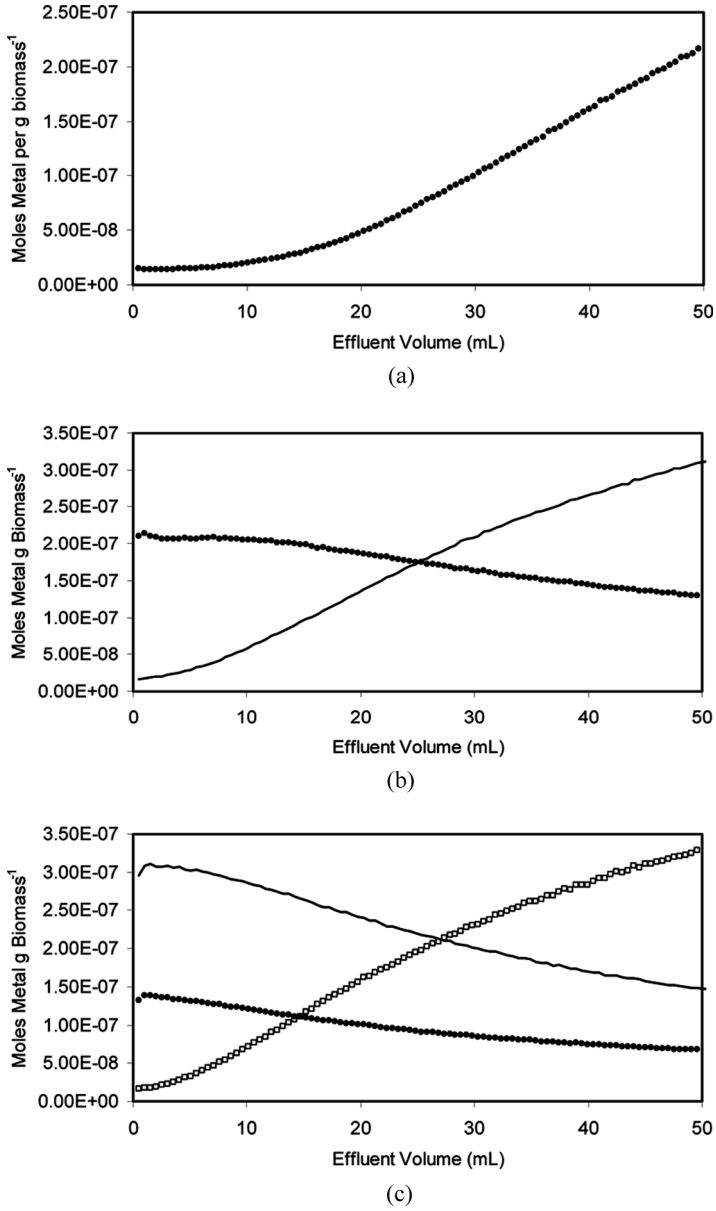 2.50E-07
2.00E-07
1.50E-07
1.00E-07
5.00E-08
0.00E+00
Moles Metal per g biomass-1
0 10 20 30 40 50
Effluent Volume (mL)
(a)
3.50E-07
3.00E-07
2.50E-07
2.00E-07
1.50E-07
1.00E-07
5.00E-08
0.00E+00
Moles Metal g Biomass-1
0 10 20 30 40 50
Effluent Volume (mL)
(b)
3.50E-07
3.00E-07
2.50E-07
2.00E-07
1.50E-07
1.00E-07
5.00E-08
0.00E+00
Moles Metal g Biomass-1
0 10 20 30 40 50
Effluent Volume (mL)
(c)